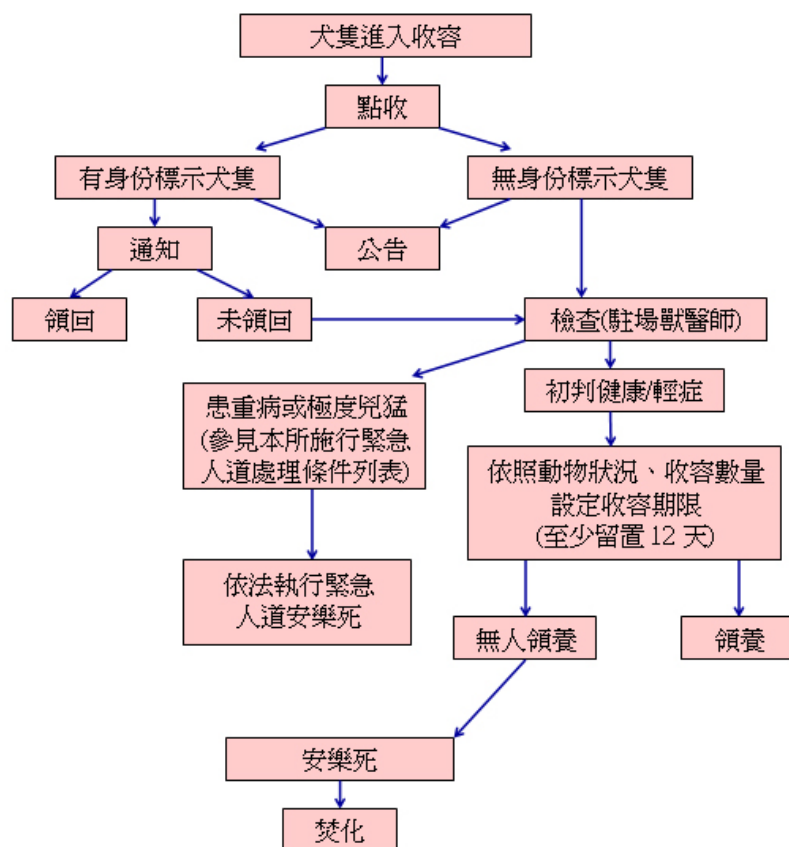 犬隻進入收容
點收
有身份標示犬隻
無身份標示犬隻
通知
公告
領回
未領回
檢查(駐場獸醫師)
患重病或極度兇猛
(參見本所施行緊急
人道處理條件列表)
初判健康/輕症
依照動物狀況、收容數量
設定收容期限
(至少留置12天)
依法執行緊急
人道安樂死
無人領養
領養
安樂死
焚化